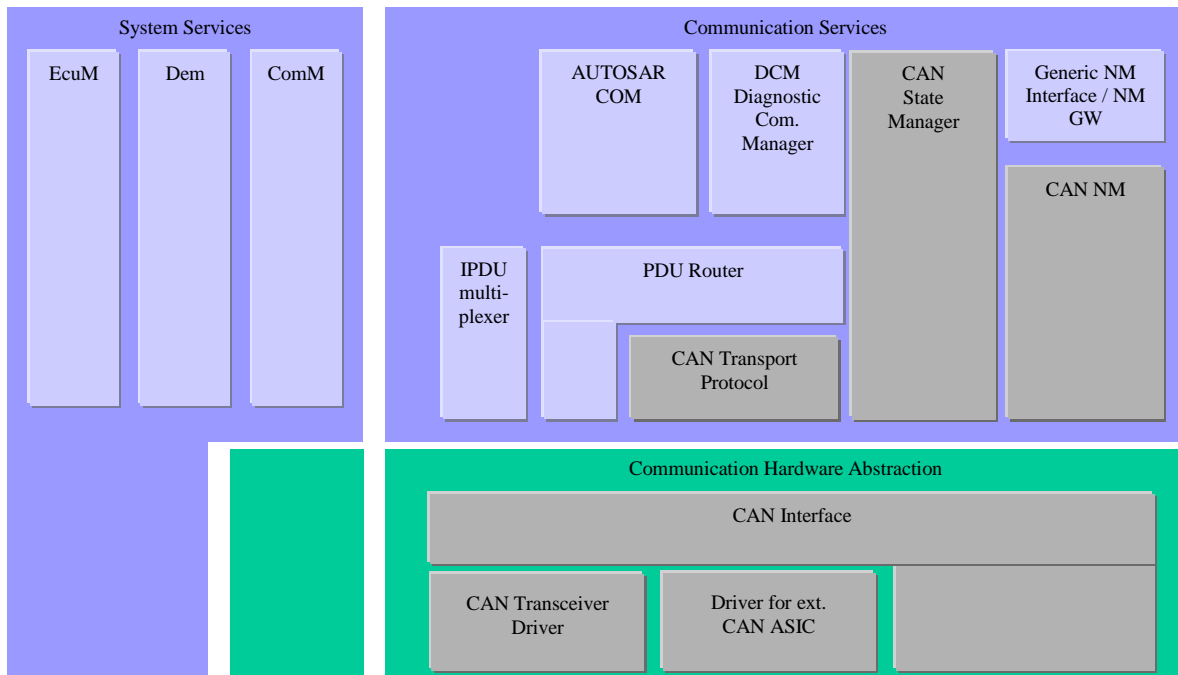 System Services
EcuM
Dem
ComM
Communication Services
AUTOSAR
COM
DCM
Diagnostic
Com.
Manager
CAN
State
Manager
Generic NM
Interface / NM
GW
CAN NM
IPDU
multi-
plexer
PDU Router
CAN Transport
Protocol
Communication Hardware Abstraction
CAN Interface
CAN Transceiver
Driver
Driver for ext.
CAN ASIC